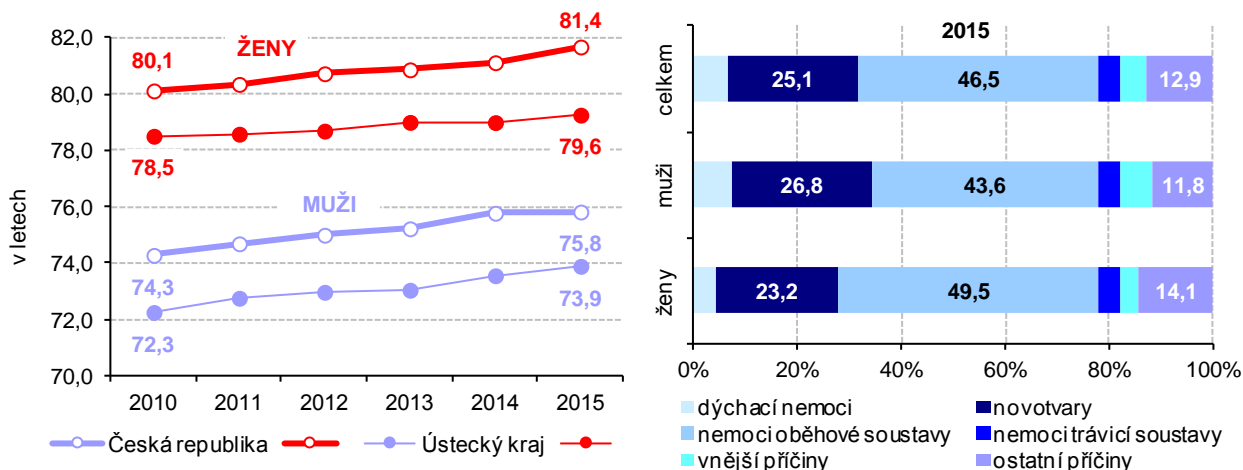 v letech
82,0
80,0
78,0
76,0
74,0
72,0
70,0
ŽENY
80,1
81,4
78,5
79,6
MUŽI
74,3
75,8
72,3
73,9
2010 2011 2012 2013 2014 2015
Česká republika Ústecký kraj
2015
celkem
25,1 46,5 12,9
muži
26,8 43,6 11,8
ženy
23,2 49,5 14,1
0% 20% 40% 60% 80% 100%
dýchací nemoci novotvary
nemoci oběhové soustavy nemoci trávicí soustavy
vnější příčiny ostatní příčiny